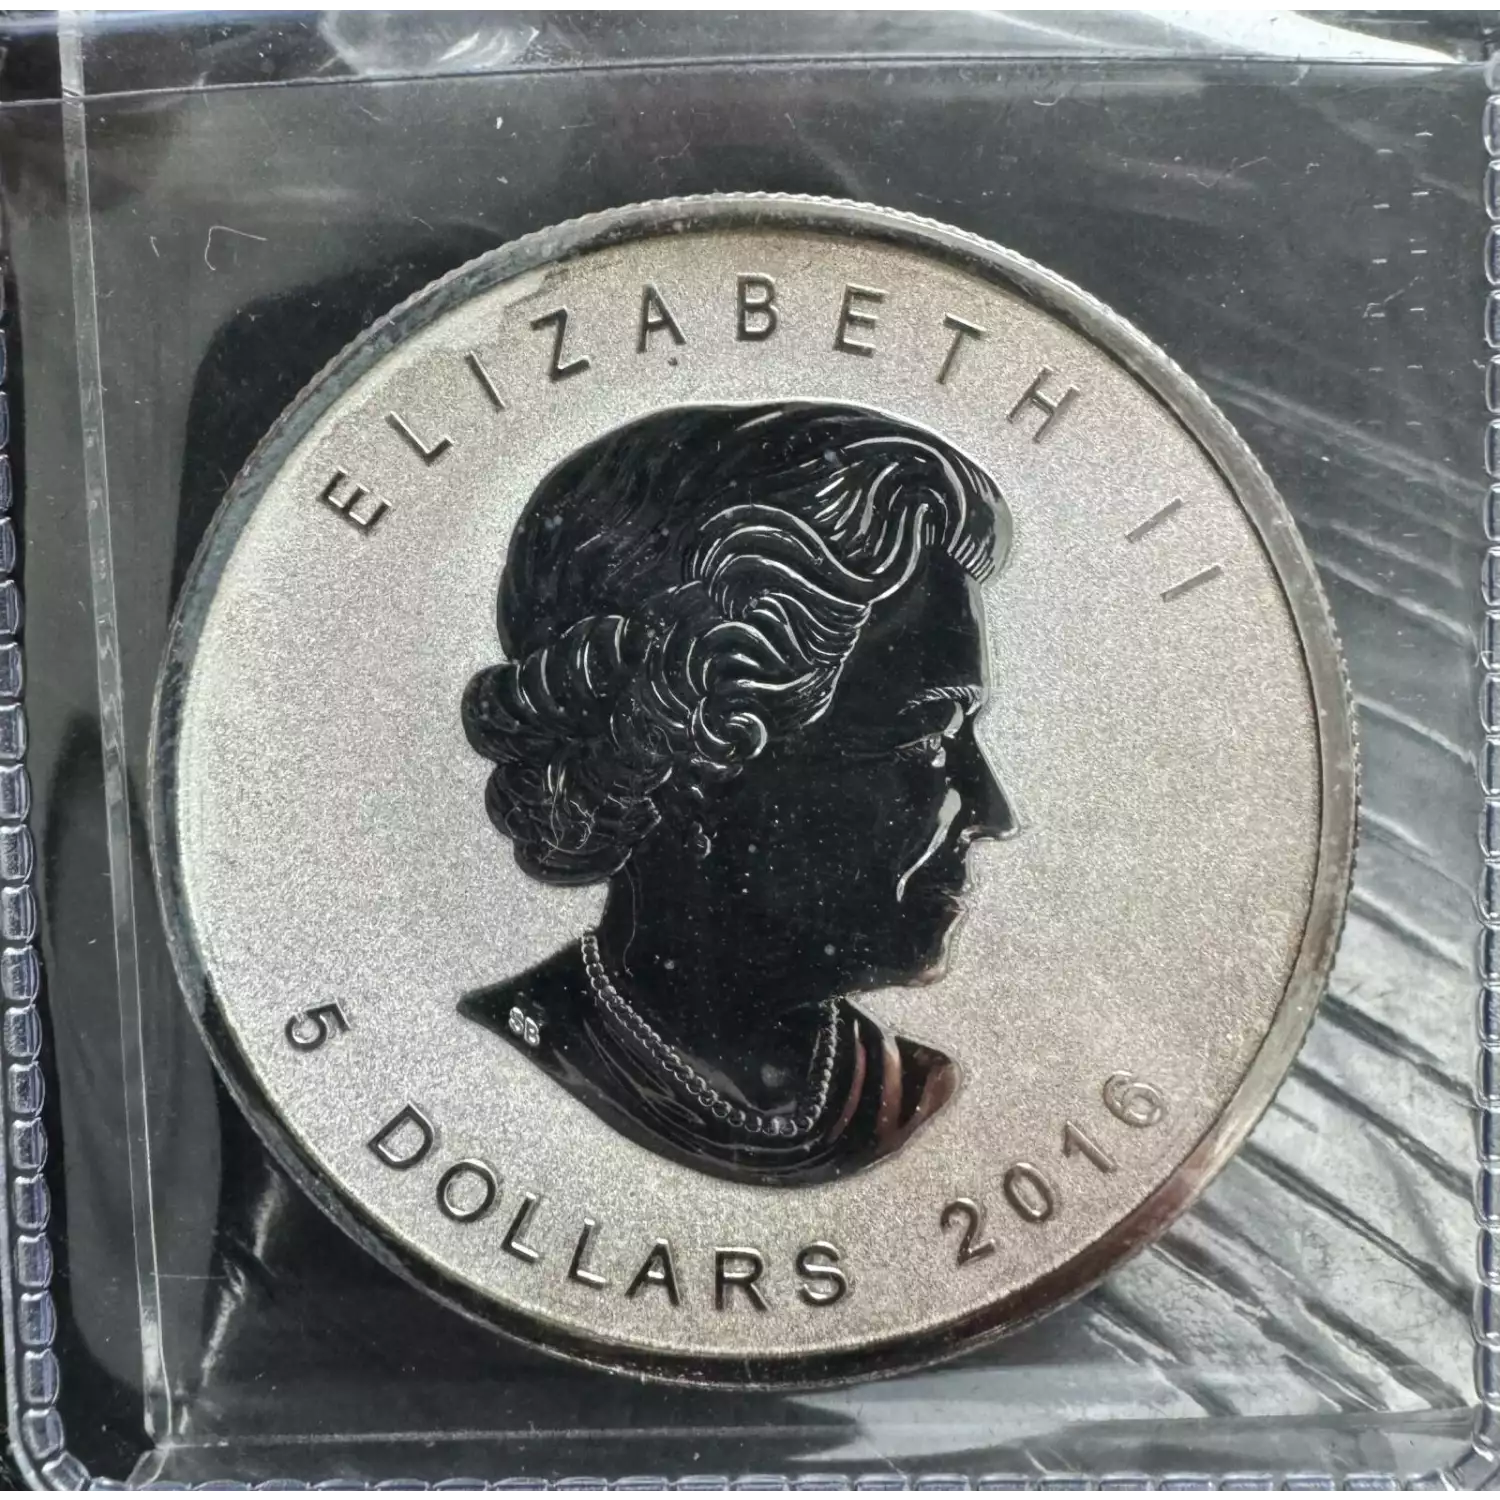 ELIZABETH II
SB
5 DOLLARS 2016